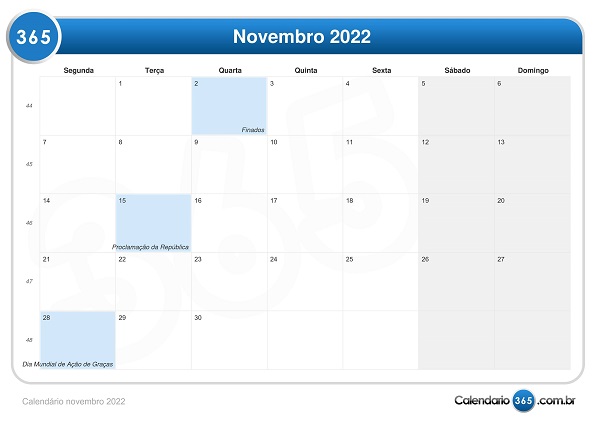 365
Novembro 2022
Segunda Terça Quarta Quinta Sexta Sábado Domingo
44 1 2 3 4 5 6
Finados
45 7 8 9 10 11 12 13
46 14 15 16 17 18 19 20
Proclamação da República
47 21 22 23 24 25 26 27
48 28 29 30
Dia Mundial de Ação de Graças
Calendário novembro 2022
Calendario 365 .com.br